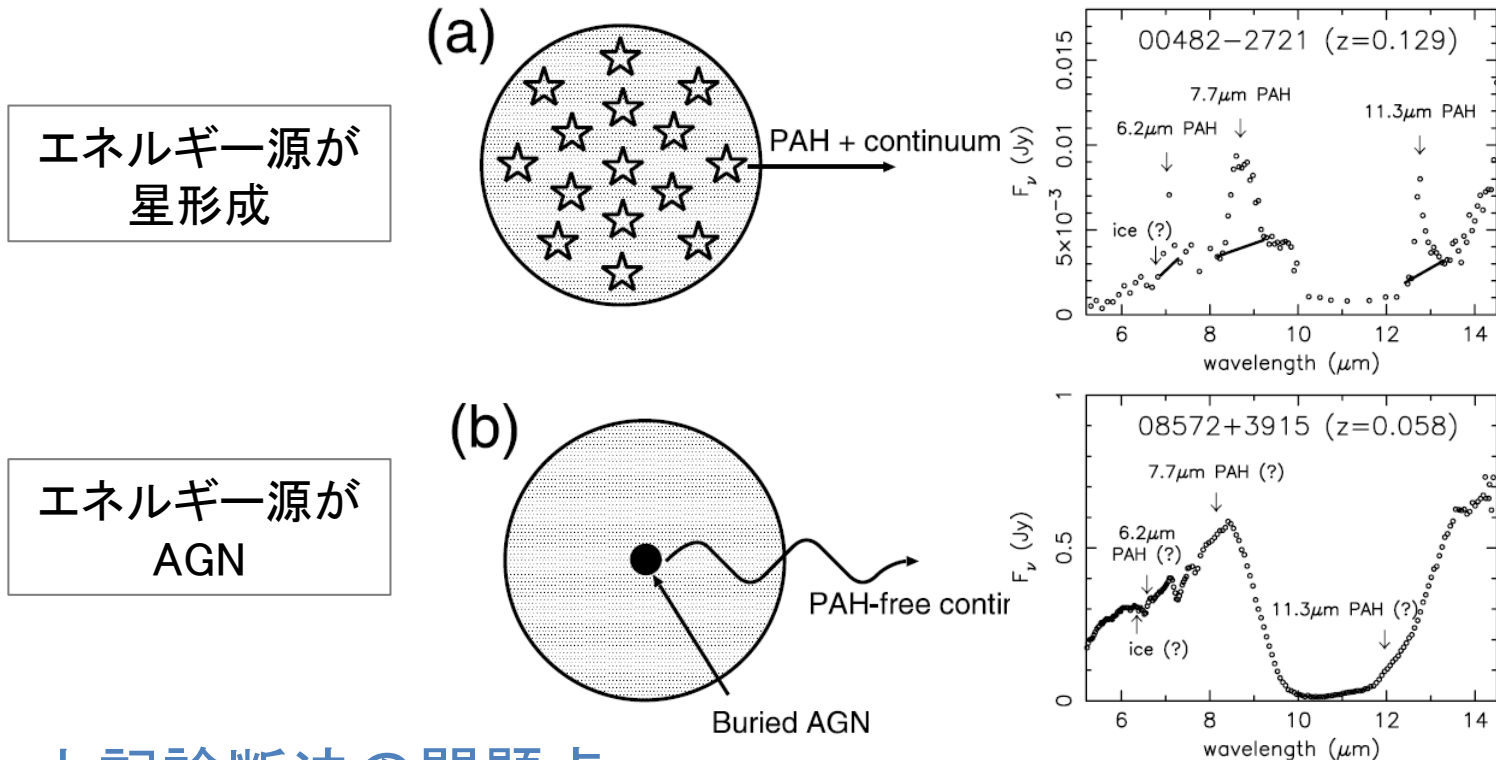 エネルギー源が
星形成
(a)
PAH + continuum
00482−2721 (z=0.129)
7.7μm PAH
6.2μm PAH
11.3μm PAH
ice (?)
F_ν (Jy)
0.015
0.01
5×10⁻³
0
6 8 10 12 14
wavelength (μm)
エネルギー源が
AGN
(b)
PAH-free contin
Buried AGN
08572+3915 (z=0.058)
7.7μm PAH (?)
6.2μm
PAH (?)
11.3μm PAH (?)
ice (?)
F_ν (Jy)
1
0.5
0
6 8 10 12 14
wavelength (μm)